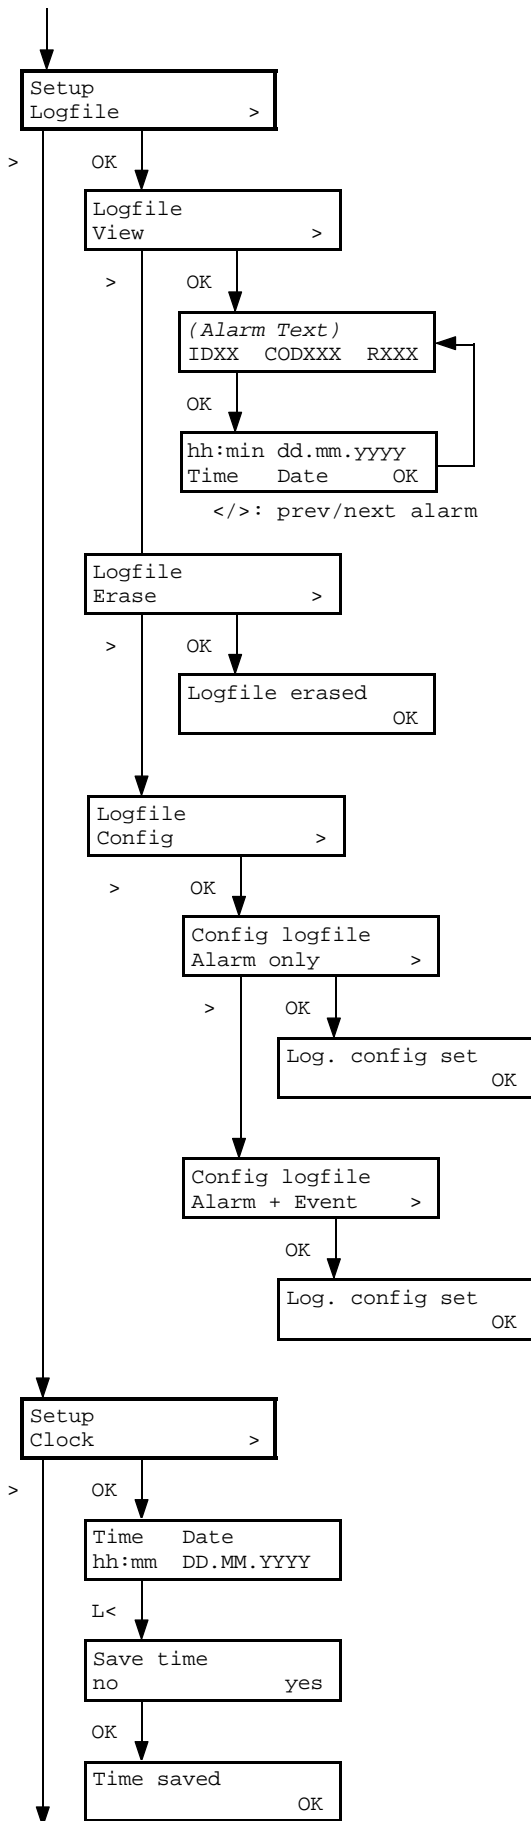 Setup
Logfile >
> OK
Logfile
View >
> OK
(Alarm Text)
IDXX CODXXX RXXX
OK
hh:min dd.mm.yyyy
Time Date OK
</>: prev/next alarm
Logfile
Erase >
> OK
Logfile erased
OK
Logfile
Config >
> OK
Config logfile
Alarm only >
> OK
Log. config set
OK
Config logfile
Alarm + Event >
OK
Log. config set
OK
Setup
Clock >
> OK
Time Date
hh:mm DD.MM.YYYY
L<
Save time
no yes
OK
Time saved
OK